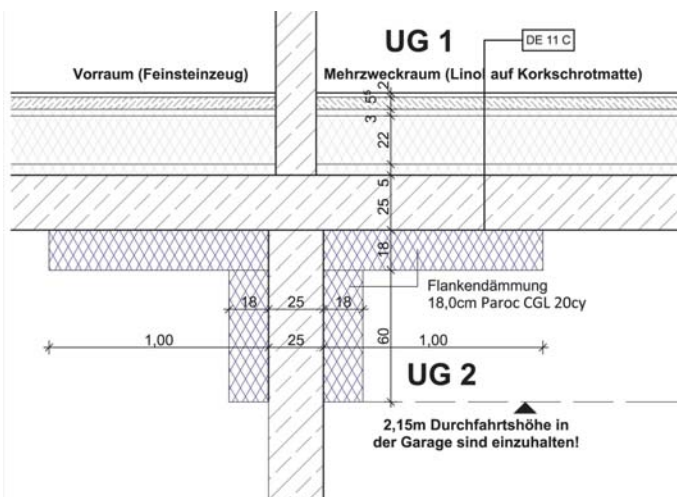 UG 1
DE 11 C
Vorraum (Feinsteinzeug)
Mehrzweckraum (Linol auf Korkschrotmatte)
2
5⁵
3
22
5
25
18
Flankendämmung
18,0cm Paroc CGL 20cy
18
25
18
60
1,00
25
1,00
UG 2
2,15m Durchfahrtshöhe in
der Garage sind einzuhalten!